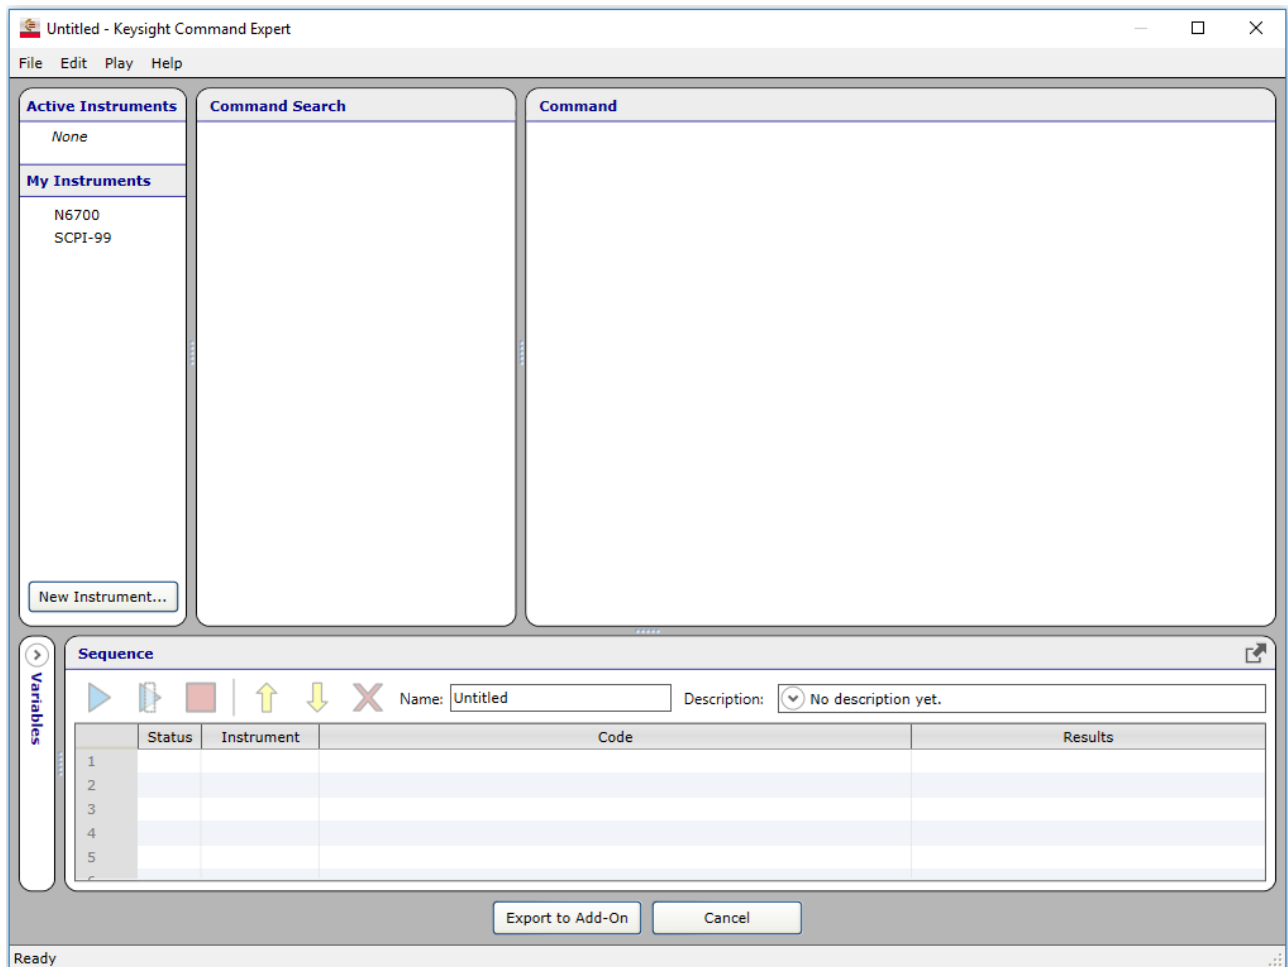 Untitled - Keysight Command Expert
File Edit Play Help
Active Instruments
None
My Instruments
N6700
SCPI-99
New Instrument...
Command Search
Command
Variables
Sequence
Name: Untitled Description: No description yet.
Status Instrument Code Results
1
2
3
4
5
Export to Add-On Cancel
Ready